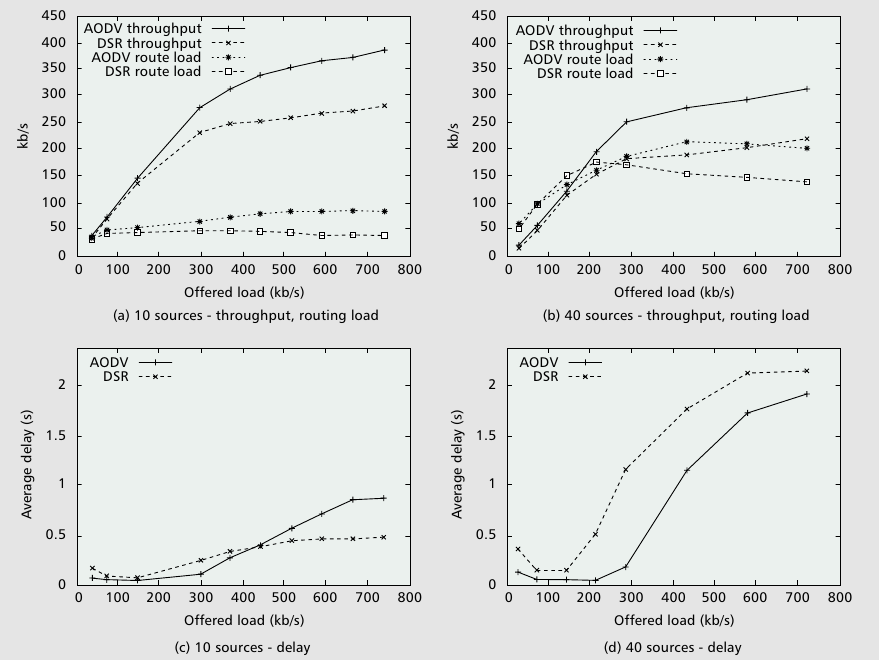 AODV throughput
DSR throughput
AODV route load
DSR route load
450
400
350
300
250
200
150
100
50
0
kb/s
0 100 200 300 400 500 600 700 800
Offered load (kb/s)
(a) 10 sources - throughput, routing load
AODV throughput
DSR throughput
AODV route load
DSR route load
450
400
350
300
250
200
150
100
50
0
kb/s
0 100 200 300 400 500 600 700 800
Offered load (kb/s)
(b) 40 sources - throughput, routing load
AODV
DSR
2
1.5
1
0.5
0
Average delay (s)
0 100 200 300 400 500 600 700 800
Offered load (kb/s)
(c) 10 sources - delay
AODV
DSR
2
1.5
1
0.5
0
Average delay (s)
0 100 200 300 400 500 600 700 800
Offered load (kb/s)
(d) 40 sources - delay